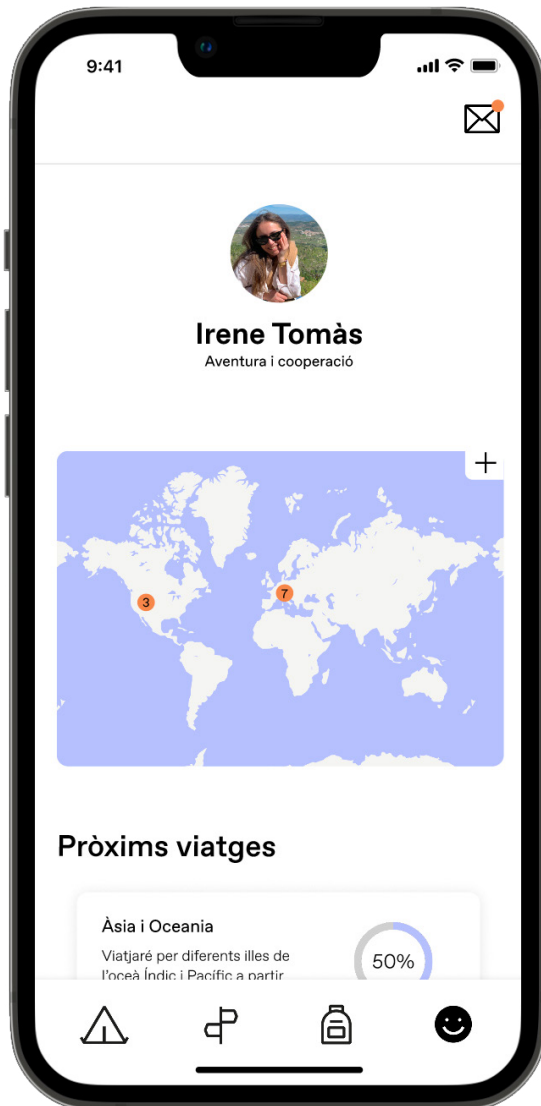 9:41
Irene Tomàs
Aventura i cooperació
3
7
Pròxims viatges
Àsia i Oceania
Viatjaré per diferents illes de
l'oceà Índic i Pacífic a partir
50%